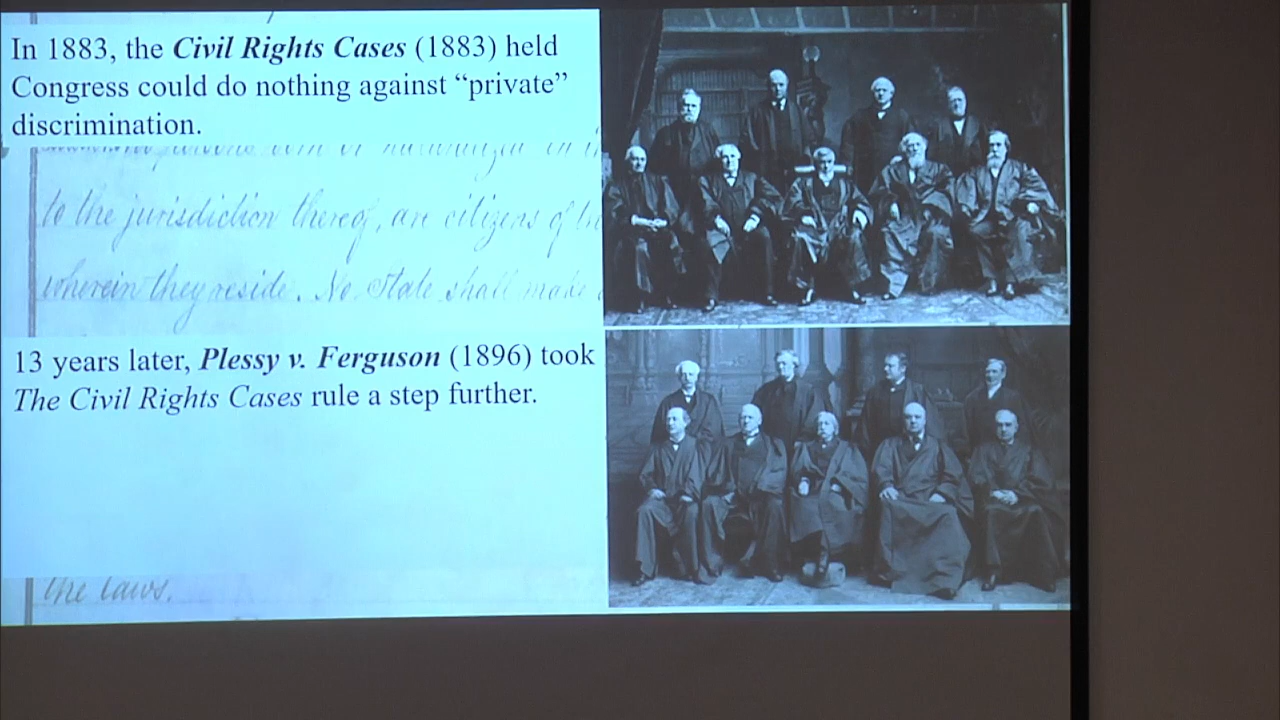 In 1883, the Civil Rights Cases (1883) held
Congress could do nothing against “private”
discrimination.
to the jurisdiction thereof, are citizens of
wherein they reside. No State shall make
13 years later, Plessy v. Ferguson (1896) took
The Civil Rights Cases rule a step further.
the laws.